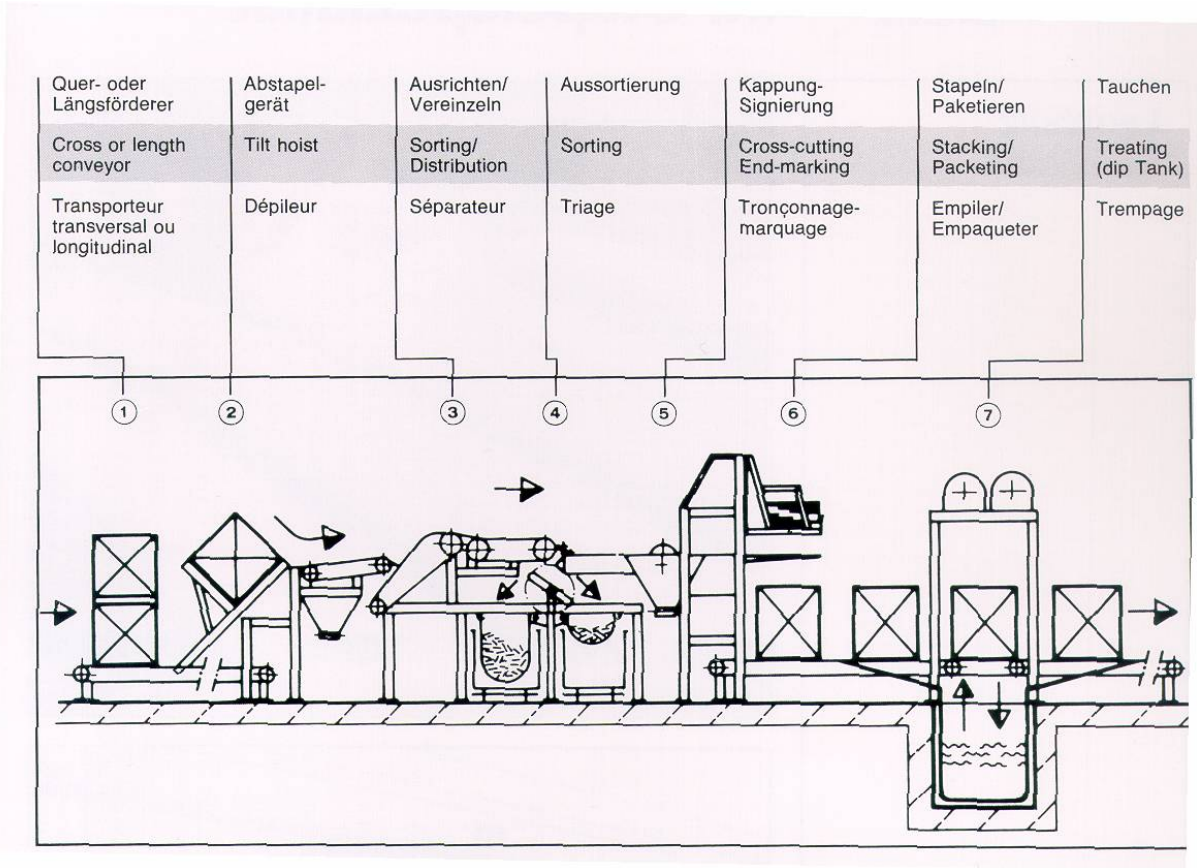 Quer- oder
Längsförderer
Abstapel-
gerät
Ausrichten/
Vereinzeln
Aussortierung
Kappung-
Signierung
Stapeln/
Paketieren
Tauchen
Cross or length
conveyor
Tilt hoist
Sorting/
Distribution
Sorting
Cross-cutting
End-marking
Stacking/
Packeting
Treating
(dip Tank)
Transporteur
transversal ou
longitudinal
Dépileur
Séparateur
Triage
Tronçonnage-
marquage
Empiler/
Empaqueter
Trempage
1 2 3 4 5 6 7